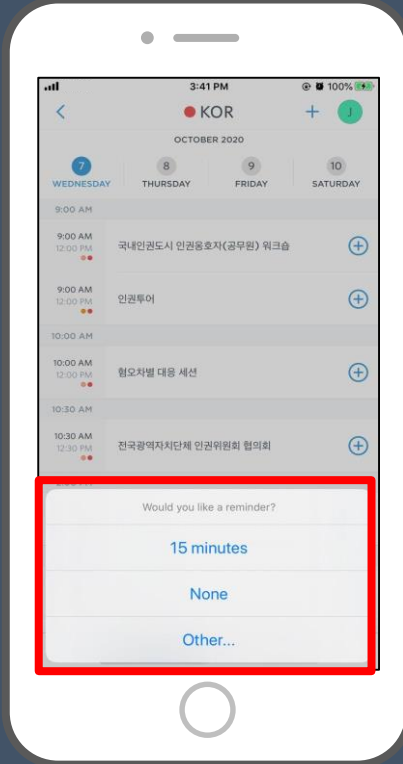 3:41 PM
100%
KOR
+
J
OCTOBER 2020
7 8 9 10
WEDNESDAY THURSDAY FRIDAY SATURDAY
9:00 AM
9:00 AM
12:00 PM
국내인권도시 인권옹호자(공무원) 워크숍
9:00 AM
12:00 PM
인권투어
10:00 AM
10:00 AM
12:00 PM
혐오차별 대응 세션
10:30 AM
10:30 AM
12:30 PM
전국광역자치단체 인권위원회 협의회
Would you like a reminder?
15 minutes
None
Other...